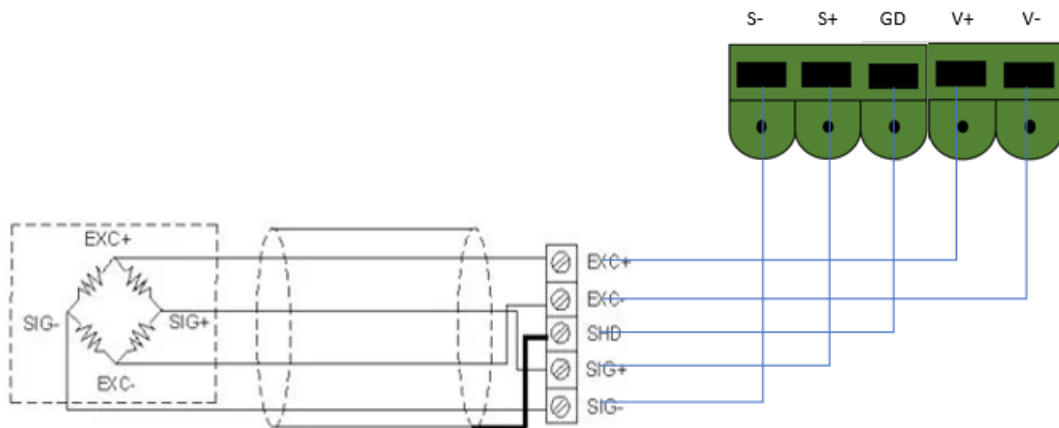 S- S+ GD V+ V-
EXC+
SIG- SIG+
EXC-
EXC+
EXC-
SHD
SIG+
SIG-